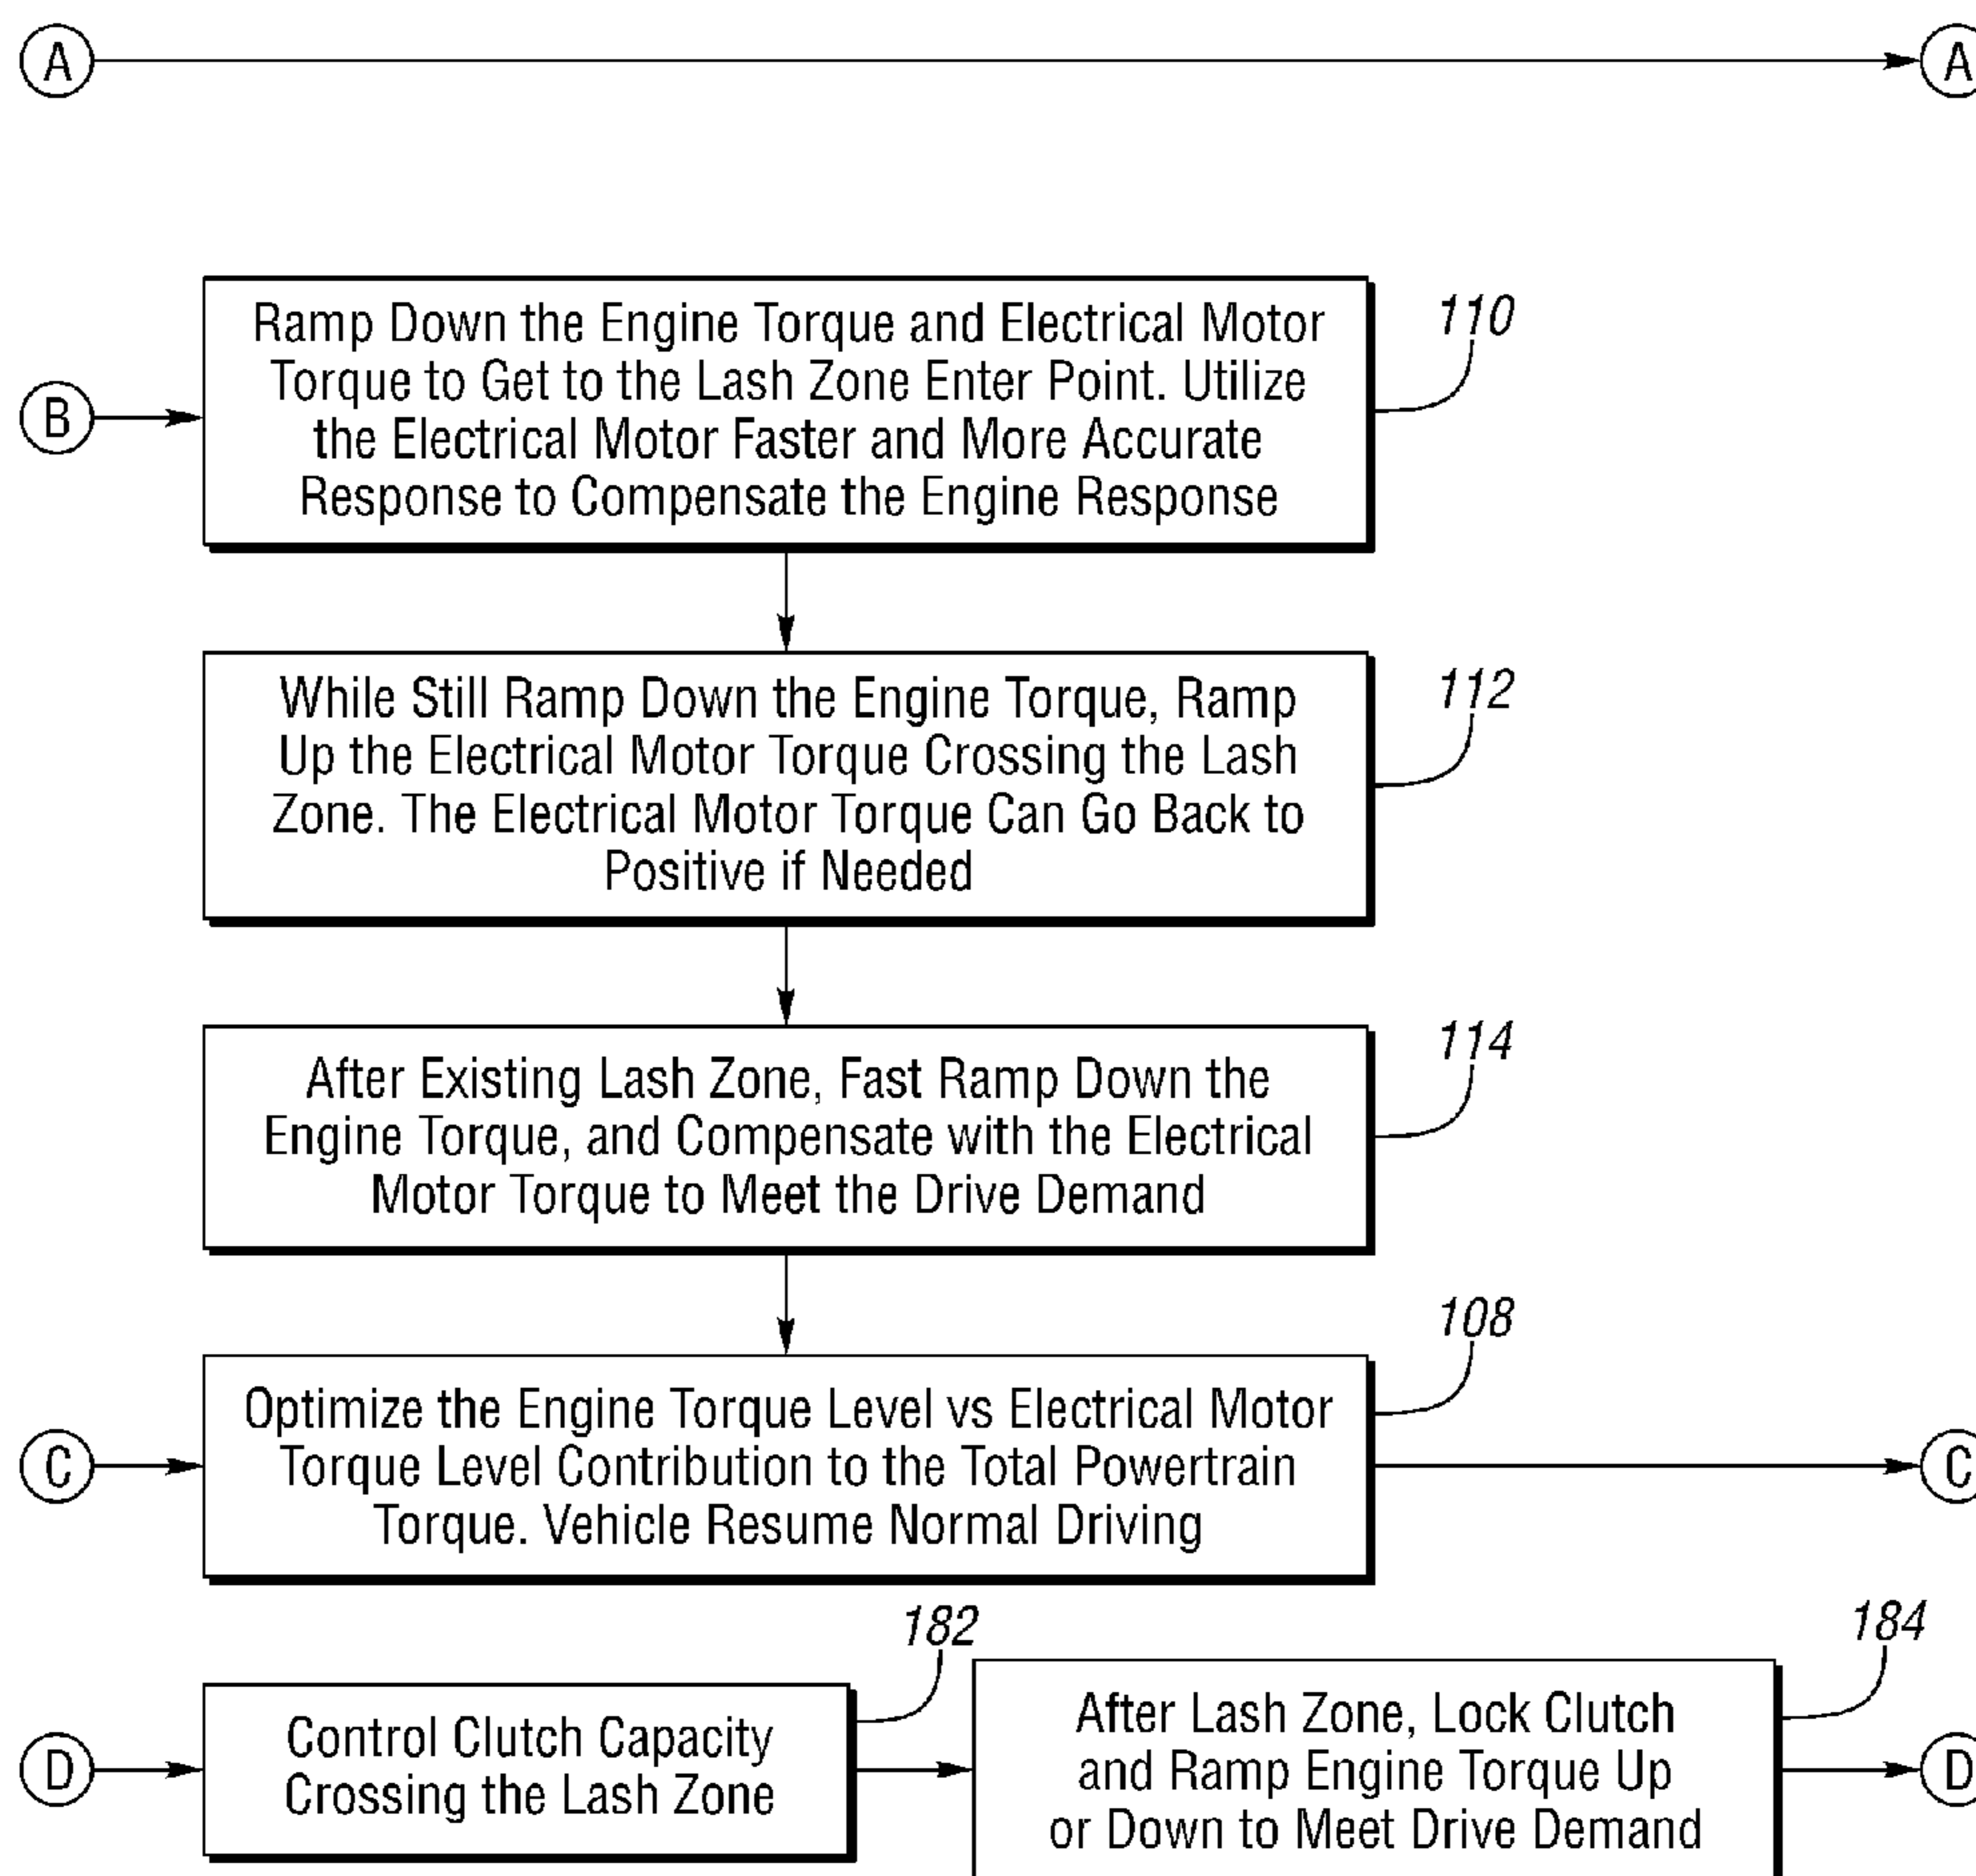 A
A
B
Ramp Down the Engine Torque and Electrical Motor
Torque to Get to the Lash Zone Enter Point. Utilize
the Electrical Motor Faster and More Accurate
Response to Compensate the Engine Response
110
While Still Ramp Down the Engine Torque, Ramp
Up the Electrical Motor Torque Crossing the Lash
Zone. The Electrical Motor Torque Can Go Back to
Positive if Needed
112
After Existing Lash Zone, Fast Ramp Down the
Engine Torque, and Compensate with the Electrical
Motor Torque to Meet the Drive Demand
114
C
Optimize the Engine Torque Level vs Electrical Motor
Torque Level Contribution to the Total Powertrain
Torque. Vehicle Resume Normal Driving
108
C
D
Control Clutch Capacity
Crossing the Lash Zone
182
After Lash Zone, Lock Clutch
and Ramp Engine Torque Up
or Down to Meet Drive Demand
184
D